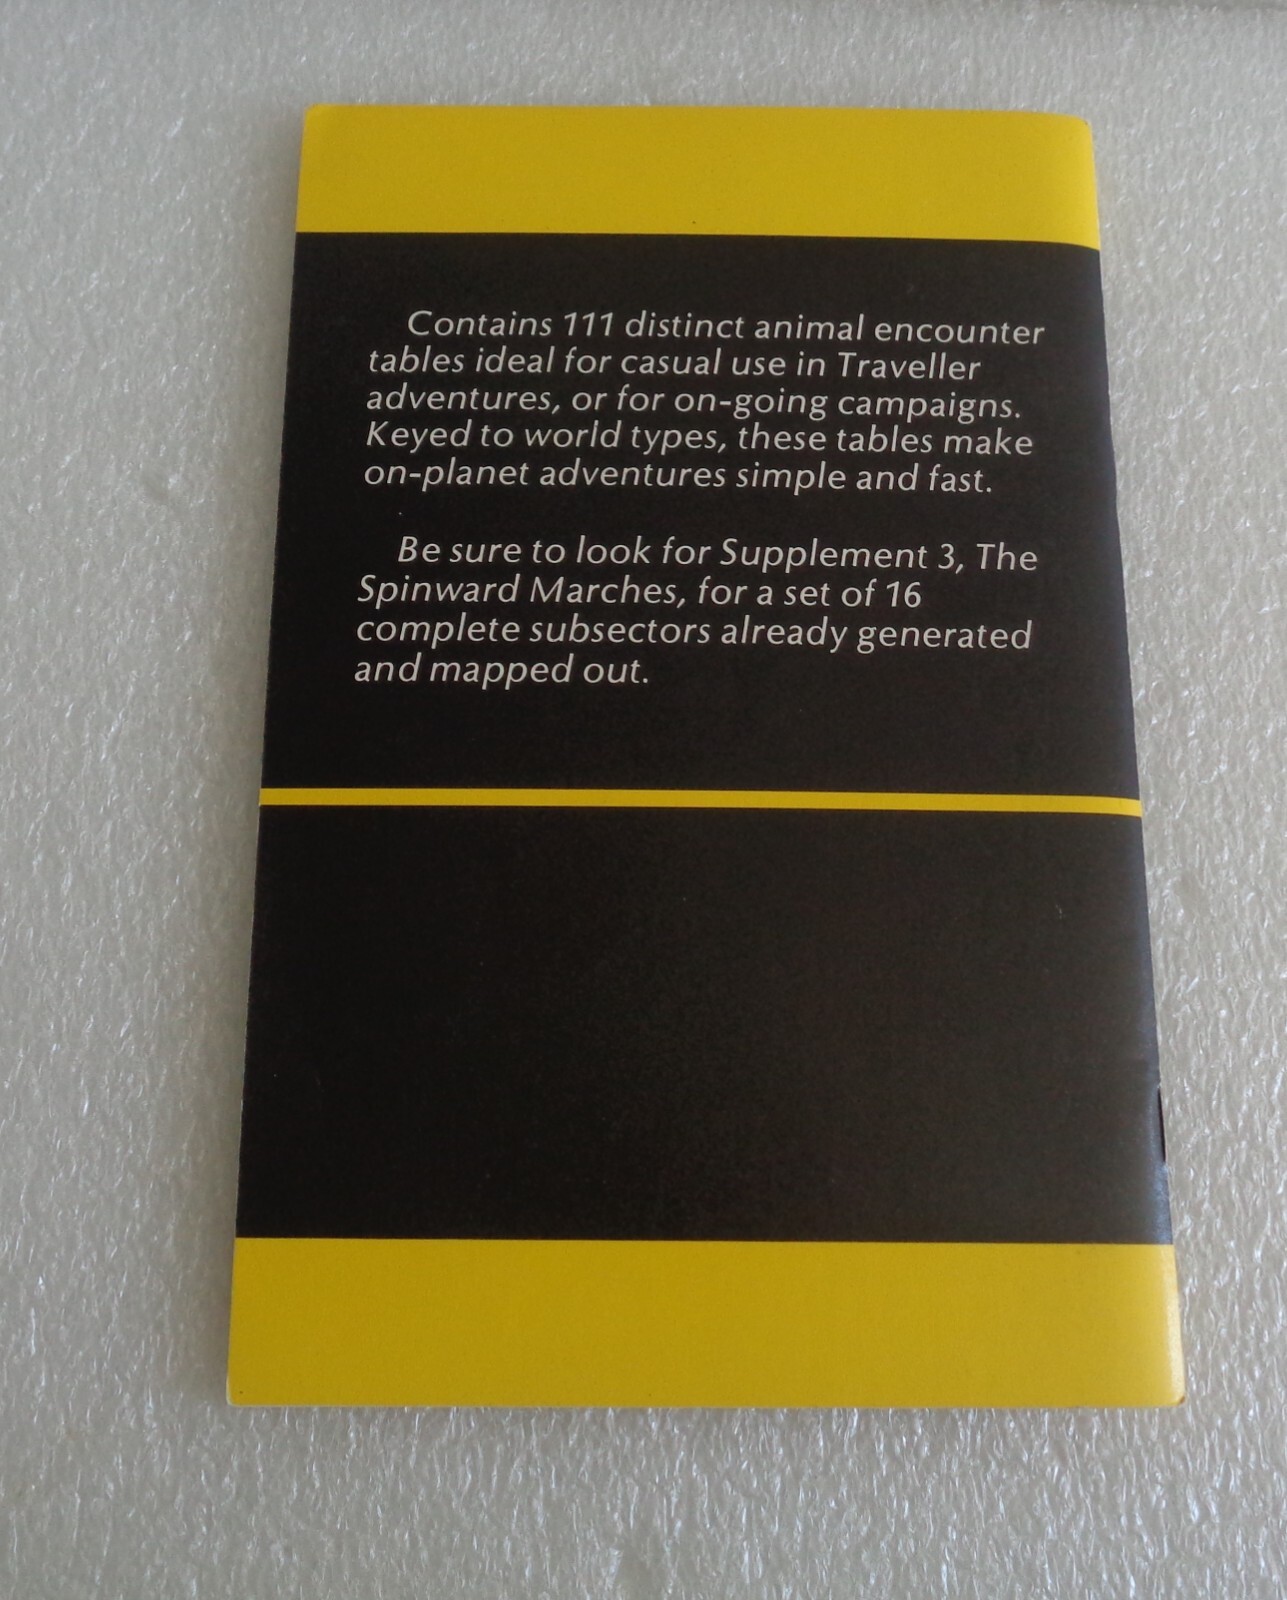 Contains 111 distinct animal encounter
tables ideal for casual use in Traveller
adventures, or for on-going campaigns.
Keyed to world types, these tables make
on-planet adventures simple and fast.
Be sure to look for Supplement 3, The
Spinward Marches, for a set of 16
complete subsectors already generated
and mapped out.